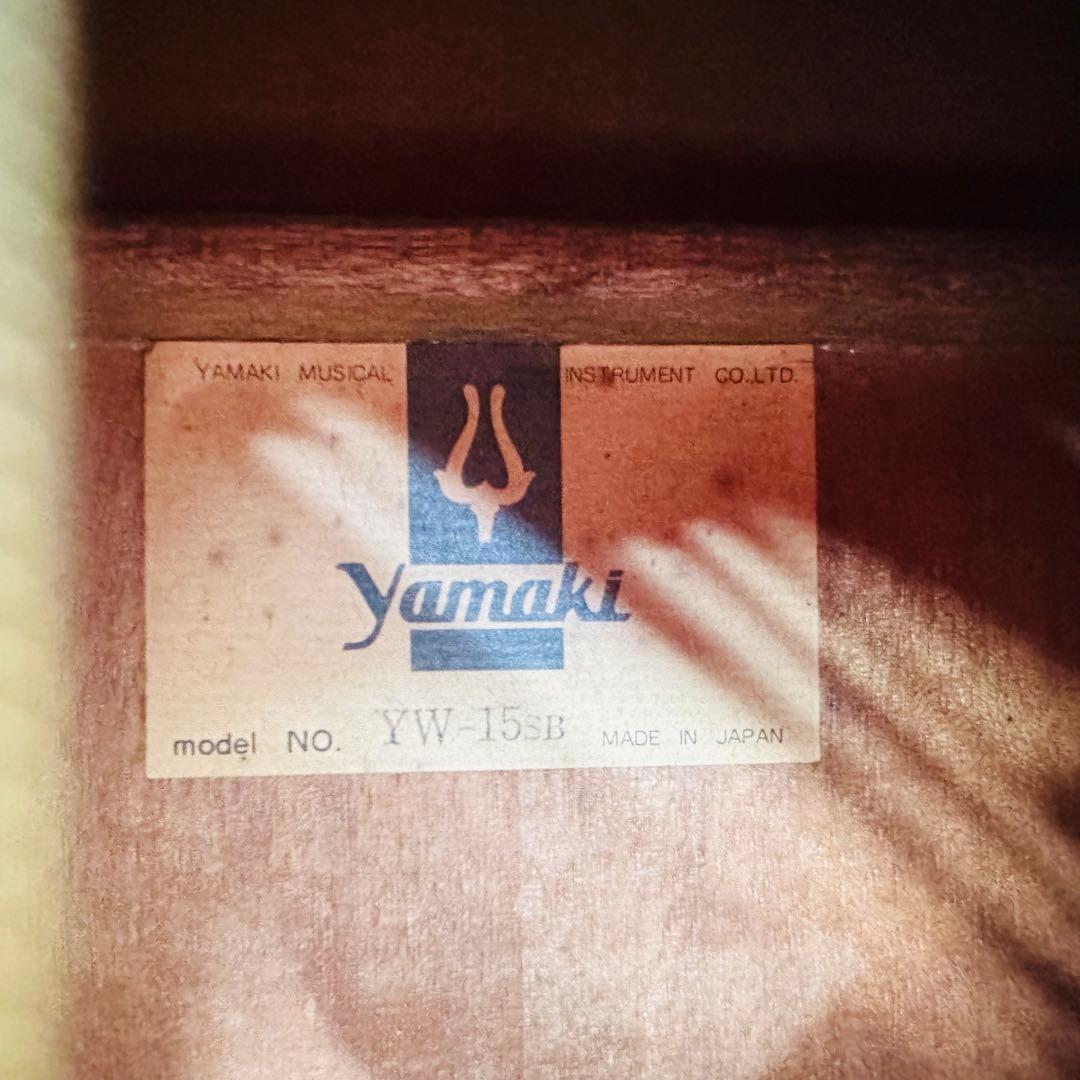 YAMAKI MUSICAL INSTRUMENT CO.,LTD.
Yamaki
model NO. YW-15SB MADE IN JAPAN